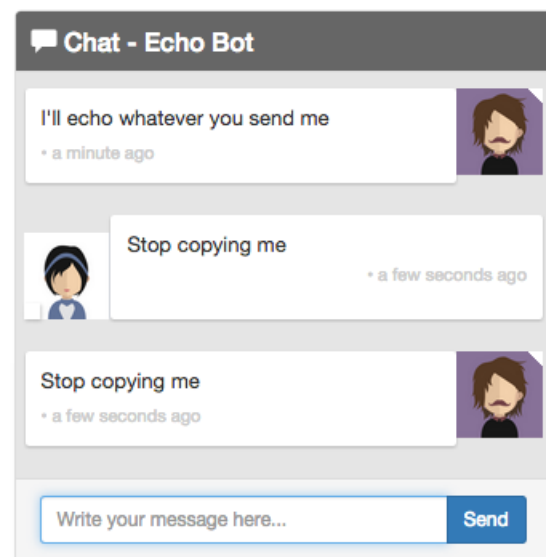 Chat - Echo Bot
I'll echo whatever you send me
• a minute ago
Stop copying me
• a few seconds ago
Stop copying me
• a few seconds ago
Write your message here...
Send